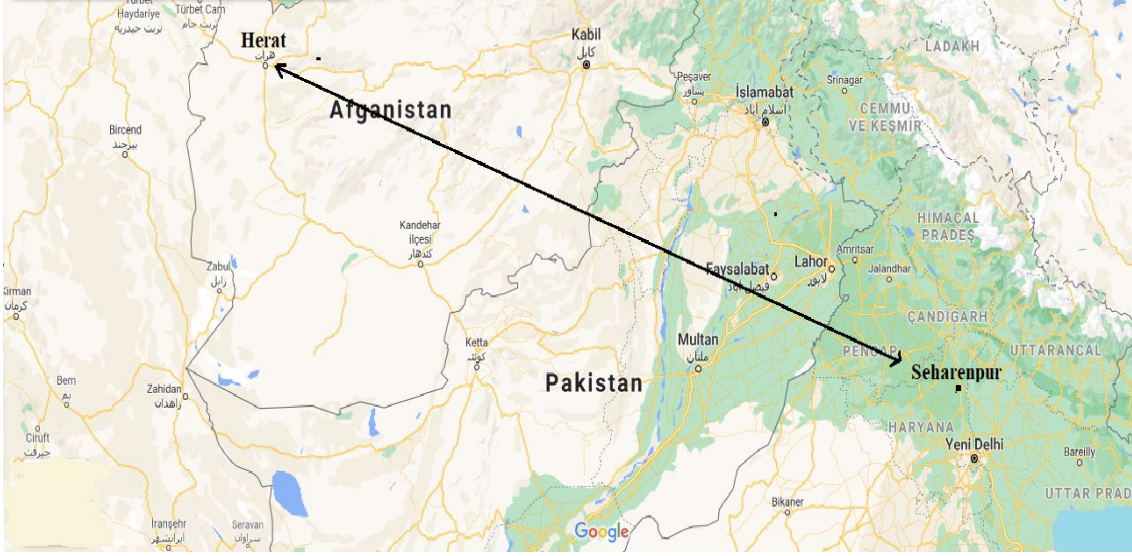 Türbet
Haydariye
تربت حیدریه
Türbet Cam
تربت جام
Herat
هرات
Kabil
کابل
LADAKH
Peşaver
پشاور
İslamabat
اسلام آباد
Srinagar
CEMMU
VE KEŞMİR
Afganistan
Bircend
بیرجند
Kandehar
ilçesi
کندهار
HİMAÇAL
PRADEŞ
Zabul
زابل
Faysalabat
فیصل آباد
Lahor
لاہور
Amritsar
Jalandhar
Kirman
کرمان
ÇANDİGARH
Ketta
کوئٹہ
Multan
ملتان
PENCAP
UTTARANCAL
Seharenpur
Bem
بم
Zahidan
زاهدان
Pakistan
HARYANA
Ciruft
جیرفت
Yeni Delhi
Bareilly
Bikaner
UTTAR PRAD
Google
İranşehr
ایرانشهر
Seravan
سراوان